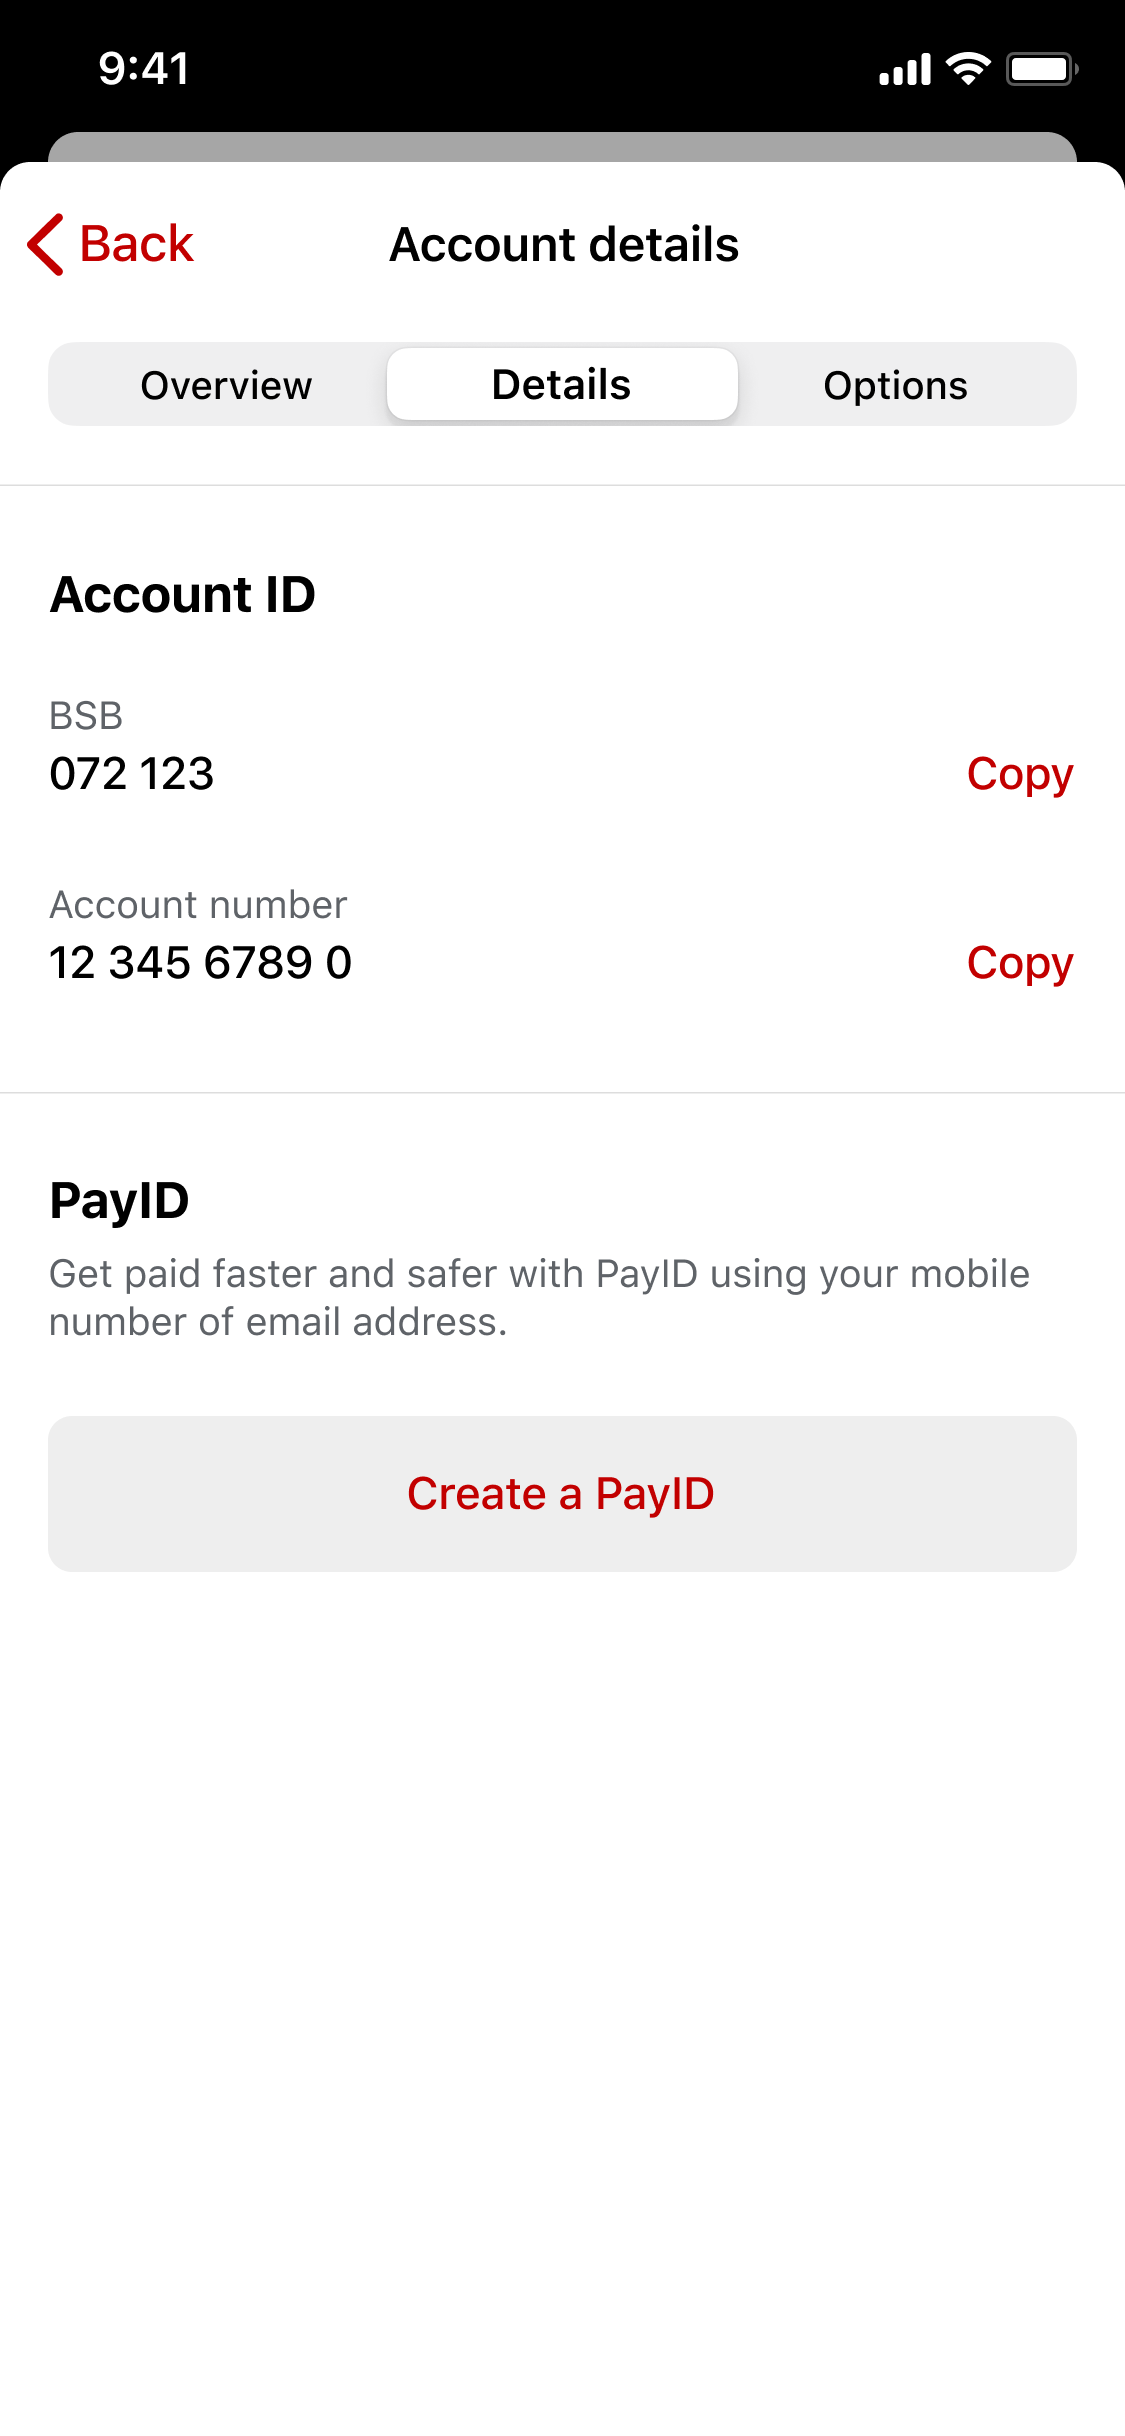 9:41
Back
Account details
Overview
Details
Options
Account ID
BSB
072 123
Copy
Account number
12 345 6789 0
Copy
PayID
Get paid faster and safer with PayID using your mobile
number of email address.
Create a PayID